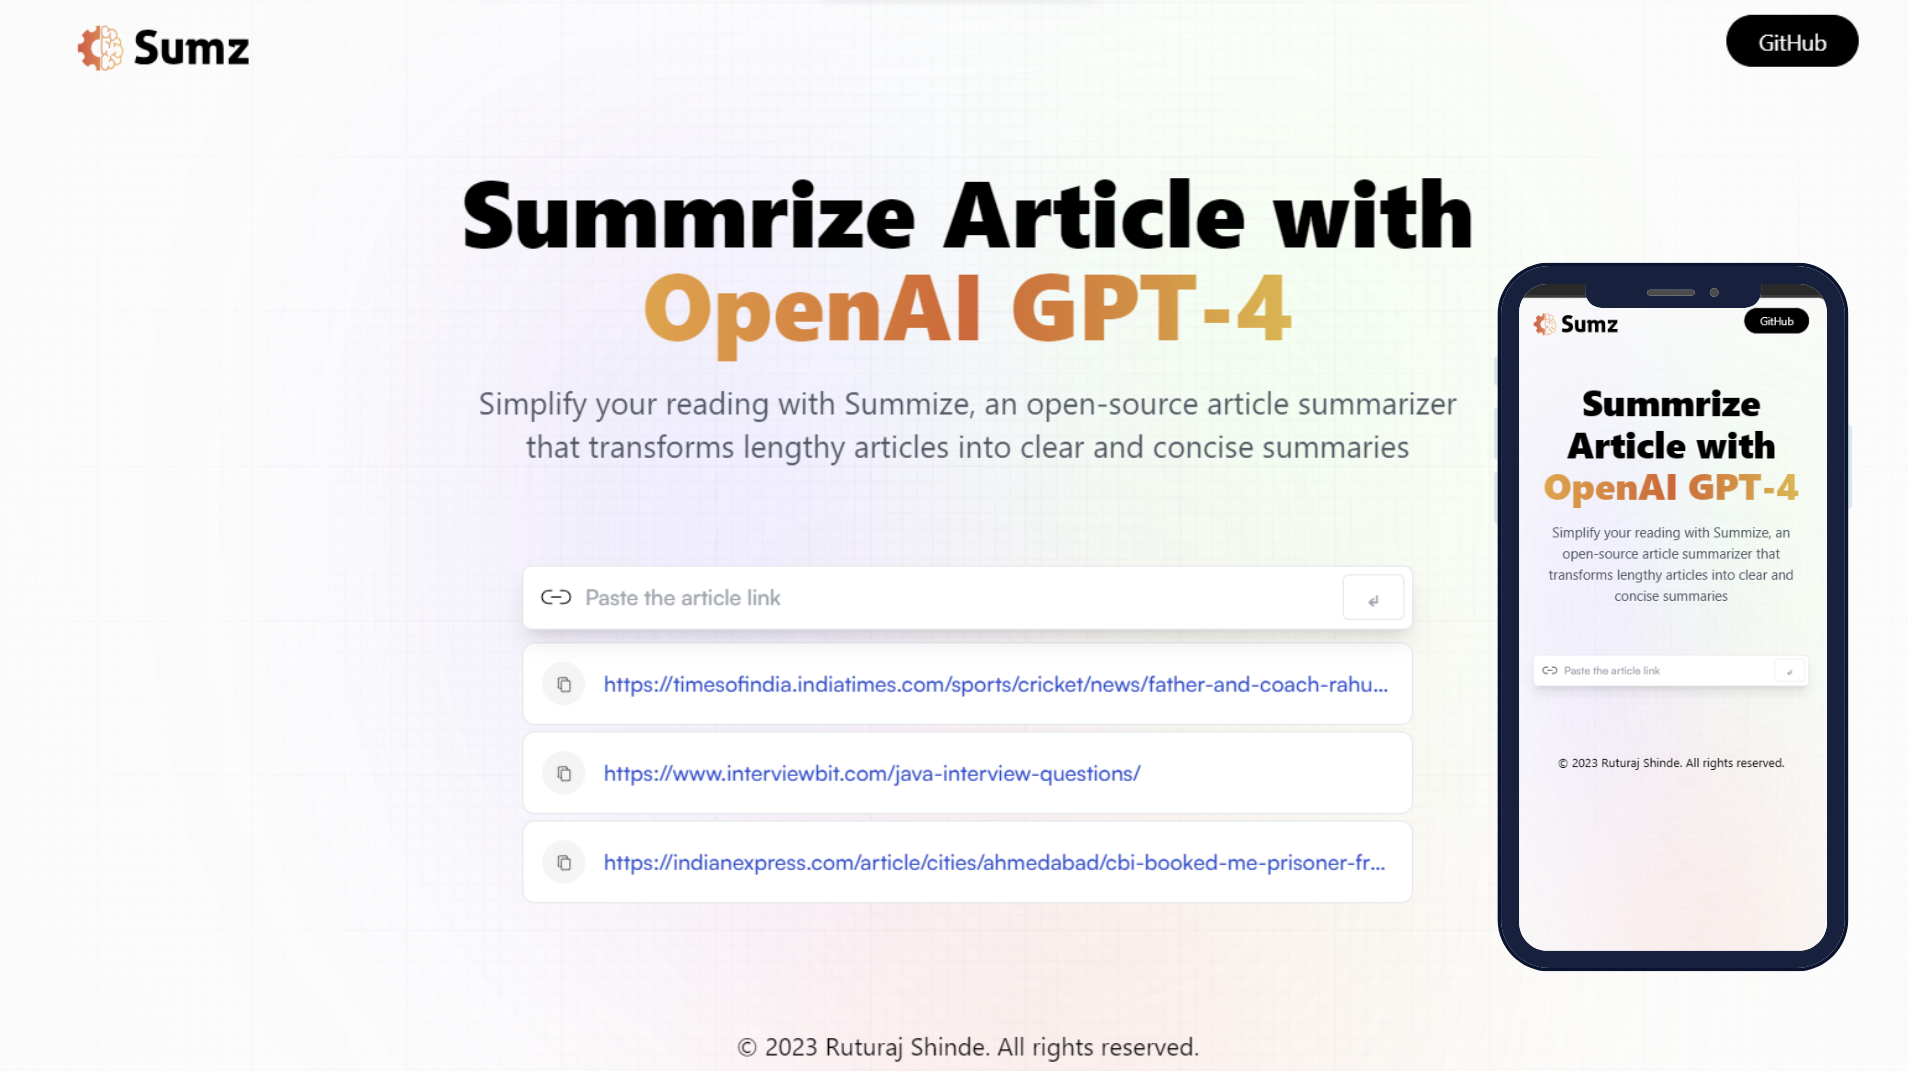 Sumz
GitHub
Summrize Article with
OpenAI GPT-4
Simplify your reading with Summize, an open-source article summarizer
that transforms lengthy articles into clear and concise summaries
Paste the article link
https://timesofindia.indiatimes.com/sports/cricket/news/father-and-coach-rahu...
https://www.interviewbit.com/java-interview-questions/
https://indianexpress.com/article/cities/ahmedabad/cbi-booked-me-prisoner-fr...
© 2023 Ruturaj Shinde. All rights reserved.
Sumz
GitHub
Summrize
Article with
OpenAI GPT-4
Simplify your reading with Summize, an
open-source article summarizer that
transforms lengthy articles into clear and
concise summaries
Paste the article link
© 2023 Ruturaj Shinde. All rights reserved.